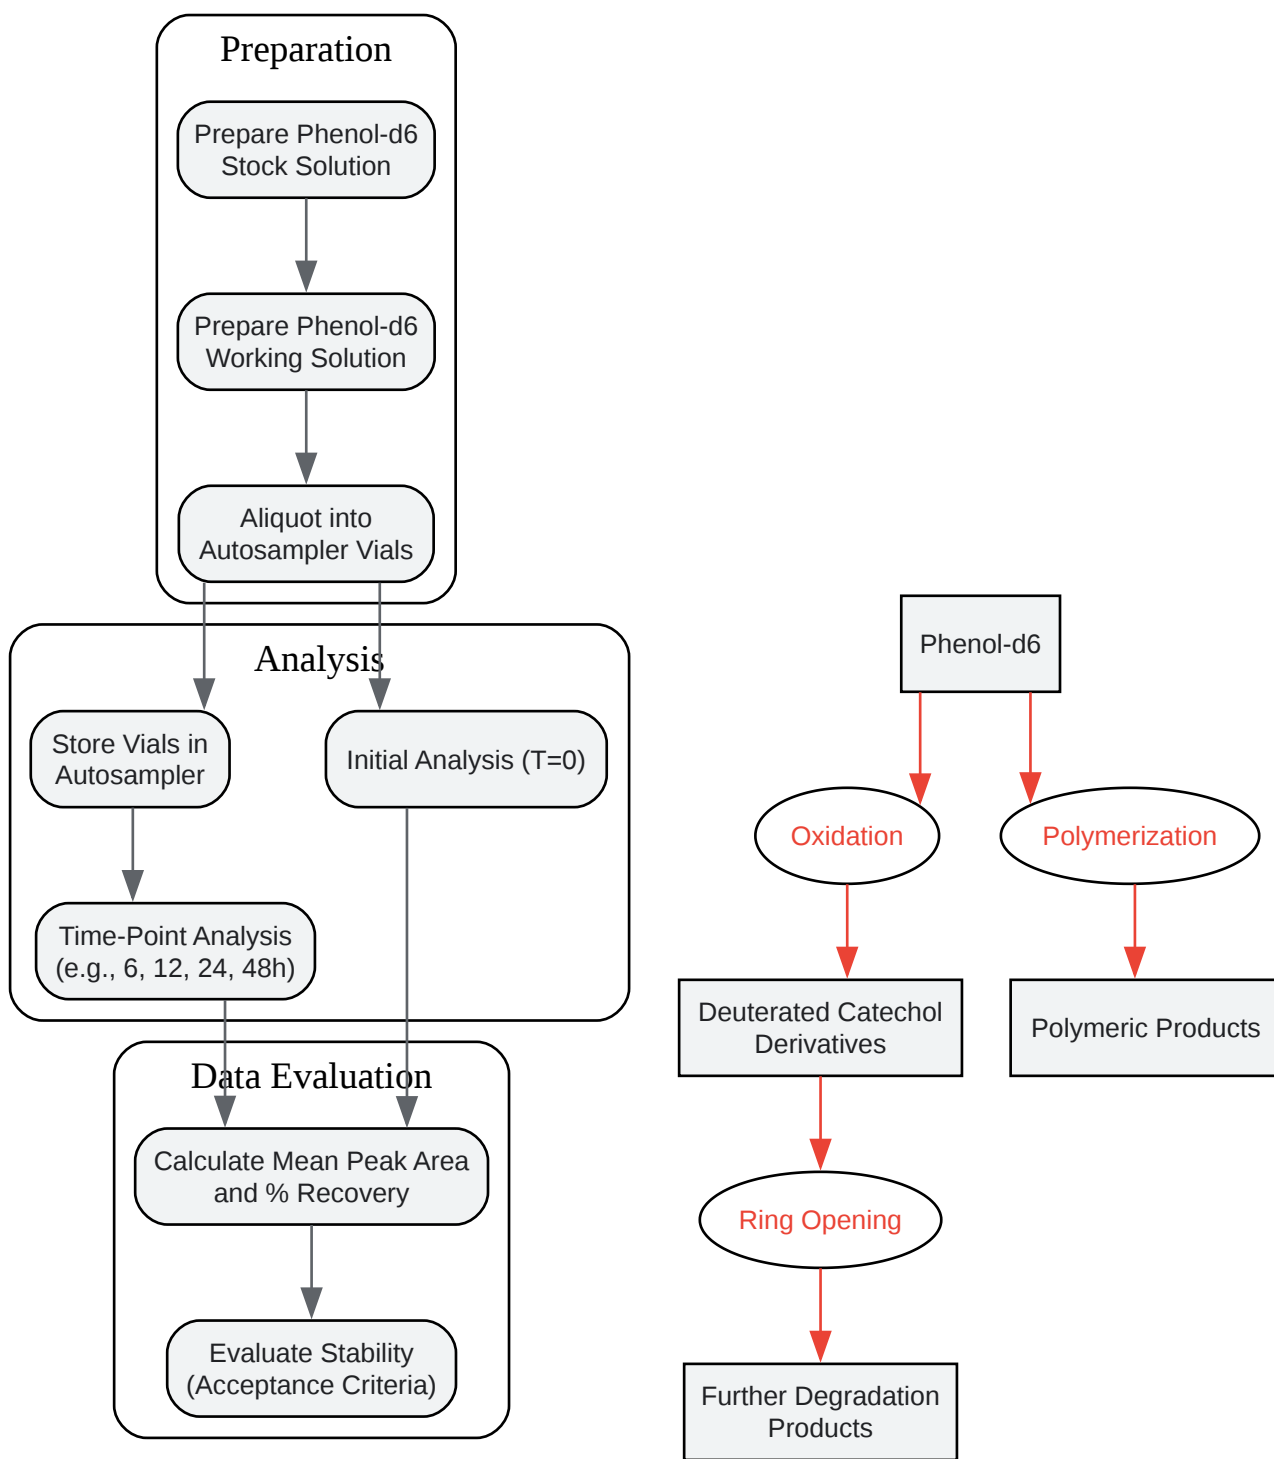 Preparation
Prepare Phenol-d6
Stock Solution
Prepare Phenol-d6
Working Solution
Aliquot into
Autosampler Vials
Analysis
Store Vials in
Autosampler
Initial Analysis (T=0)
Time-Point Analysis
(e.g., 6, 12, 24, 48h)
Data Evaluation
Calculate Mean Peak Area
and % Recovery
Evaluate Stability
(Acceptance Criteria)
Phenol-d6
Oxidation
Polymerization
Deuterated Catechol
Derivatives
Polymeric Products
Ring Opening
Further Degradation
Products